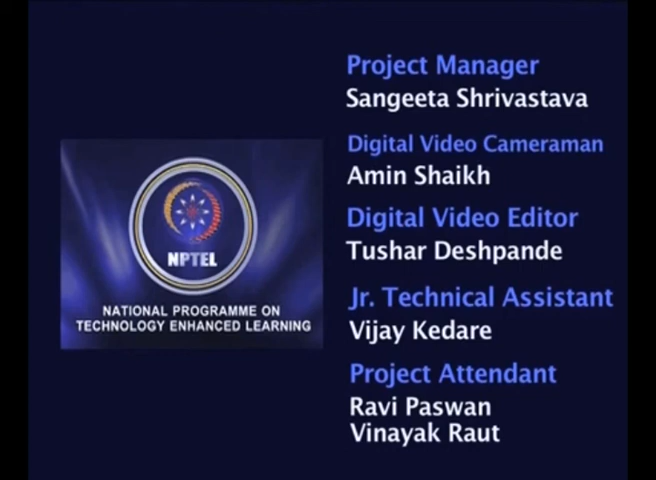 NPTEL
NATIONAL PROGRAMME ON
TECHNOLOGY ENHANCED LEARNING
Project Manager
Sangeeta Shrivastava
Digital Video Cameraman
Amin Shaikh
Digital Video Editor
Tushar Deshpande
Jr. Technical Assistant
Vijay Kedare
Project Attendant
Ravi Paswan
Vinayak Raut